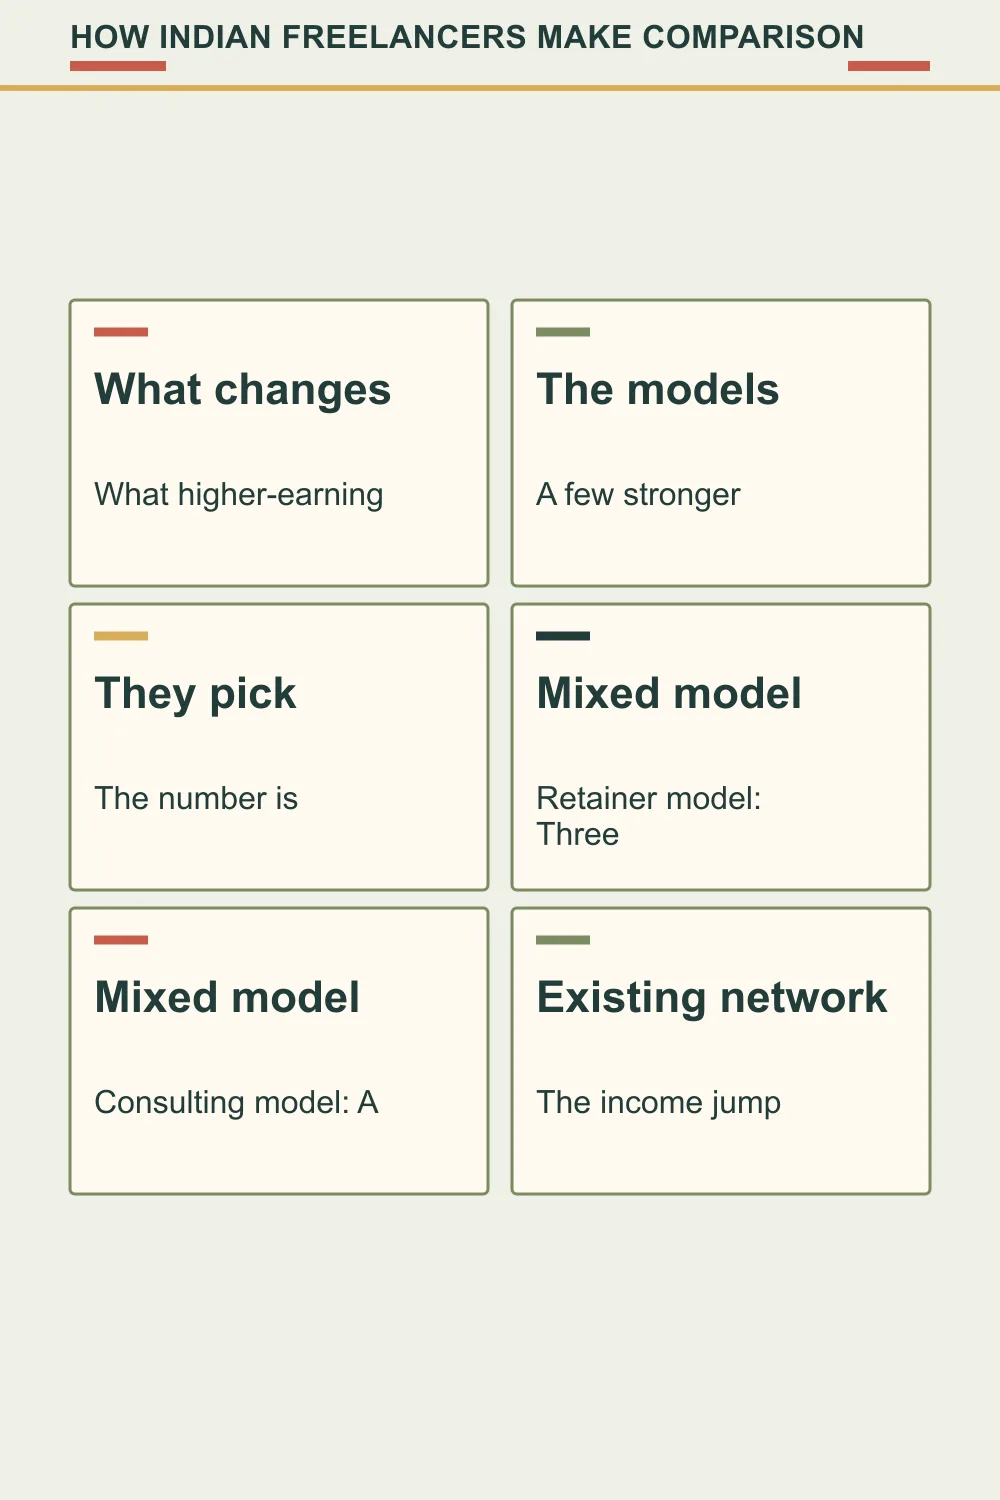 HOW INDIAN FREELANCERS MAKE COMPARISON
What changes
What higher-earning
The models
A few stronger
They pick
The number is
Mixed model
Retainer model:
Three
Mixed model
Consulting model: A
Existing network
The income jump